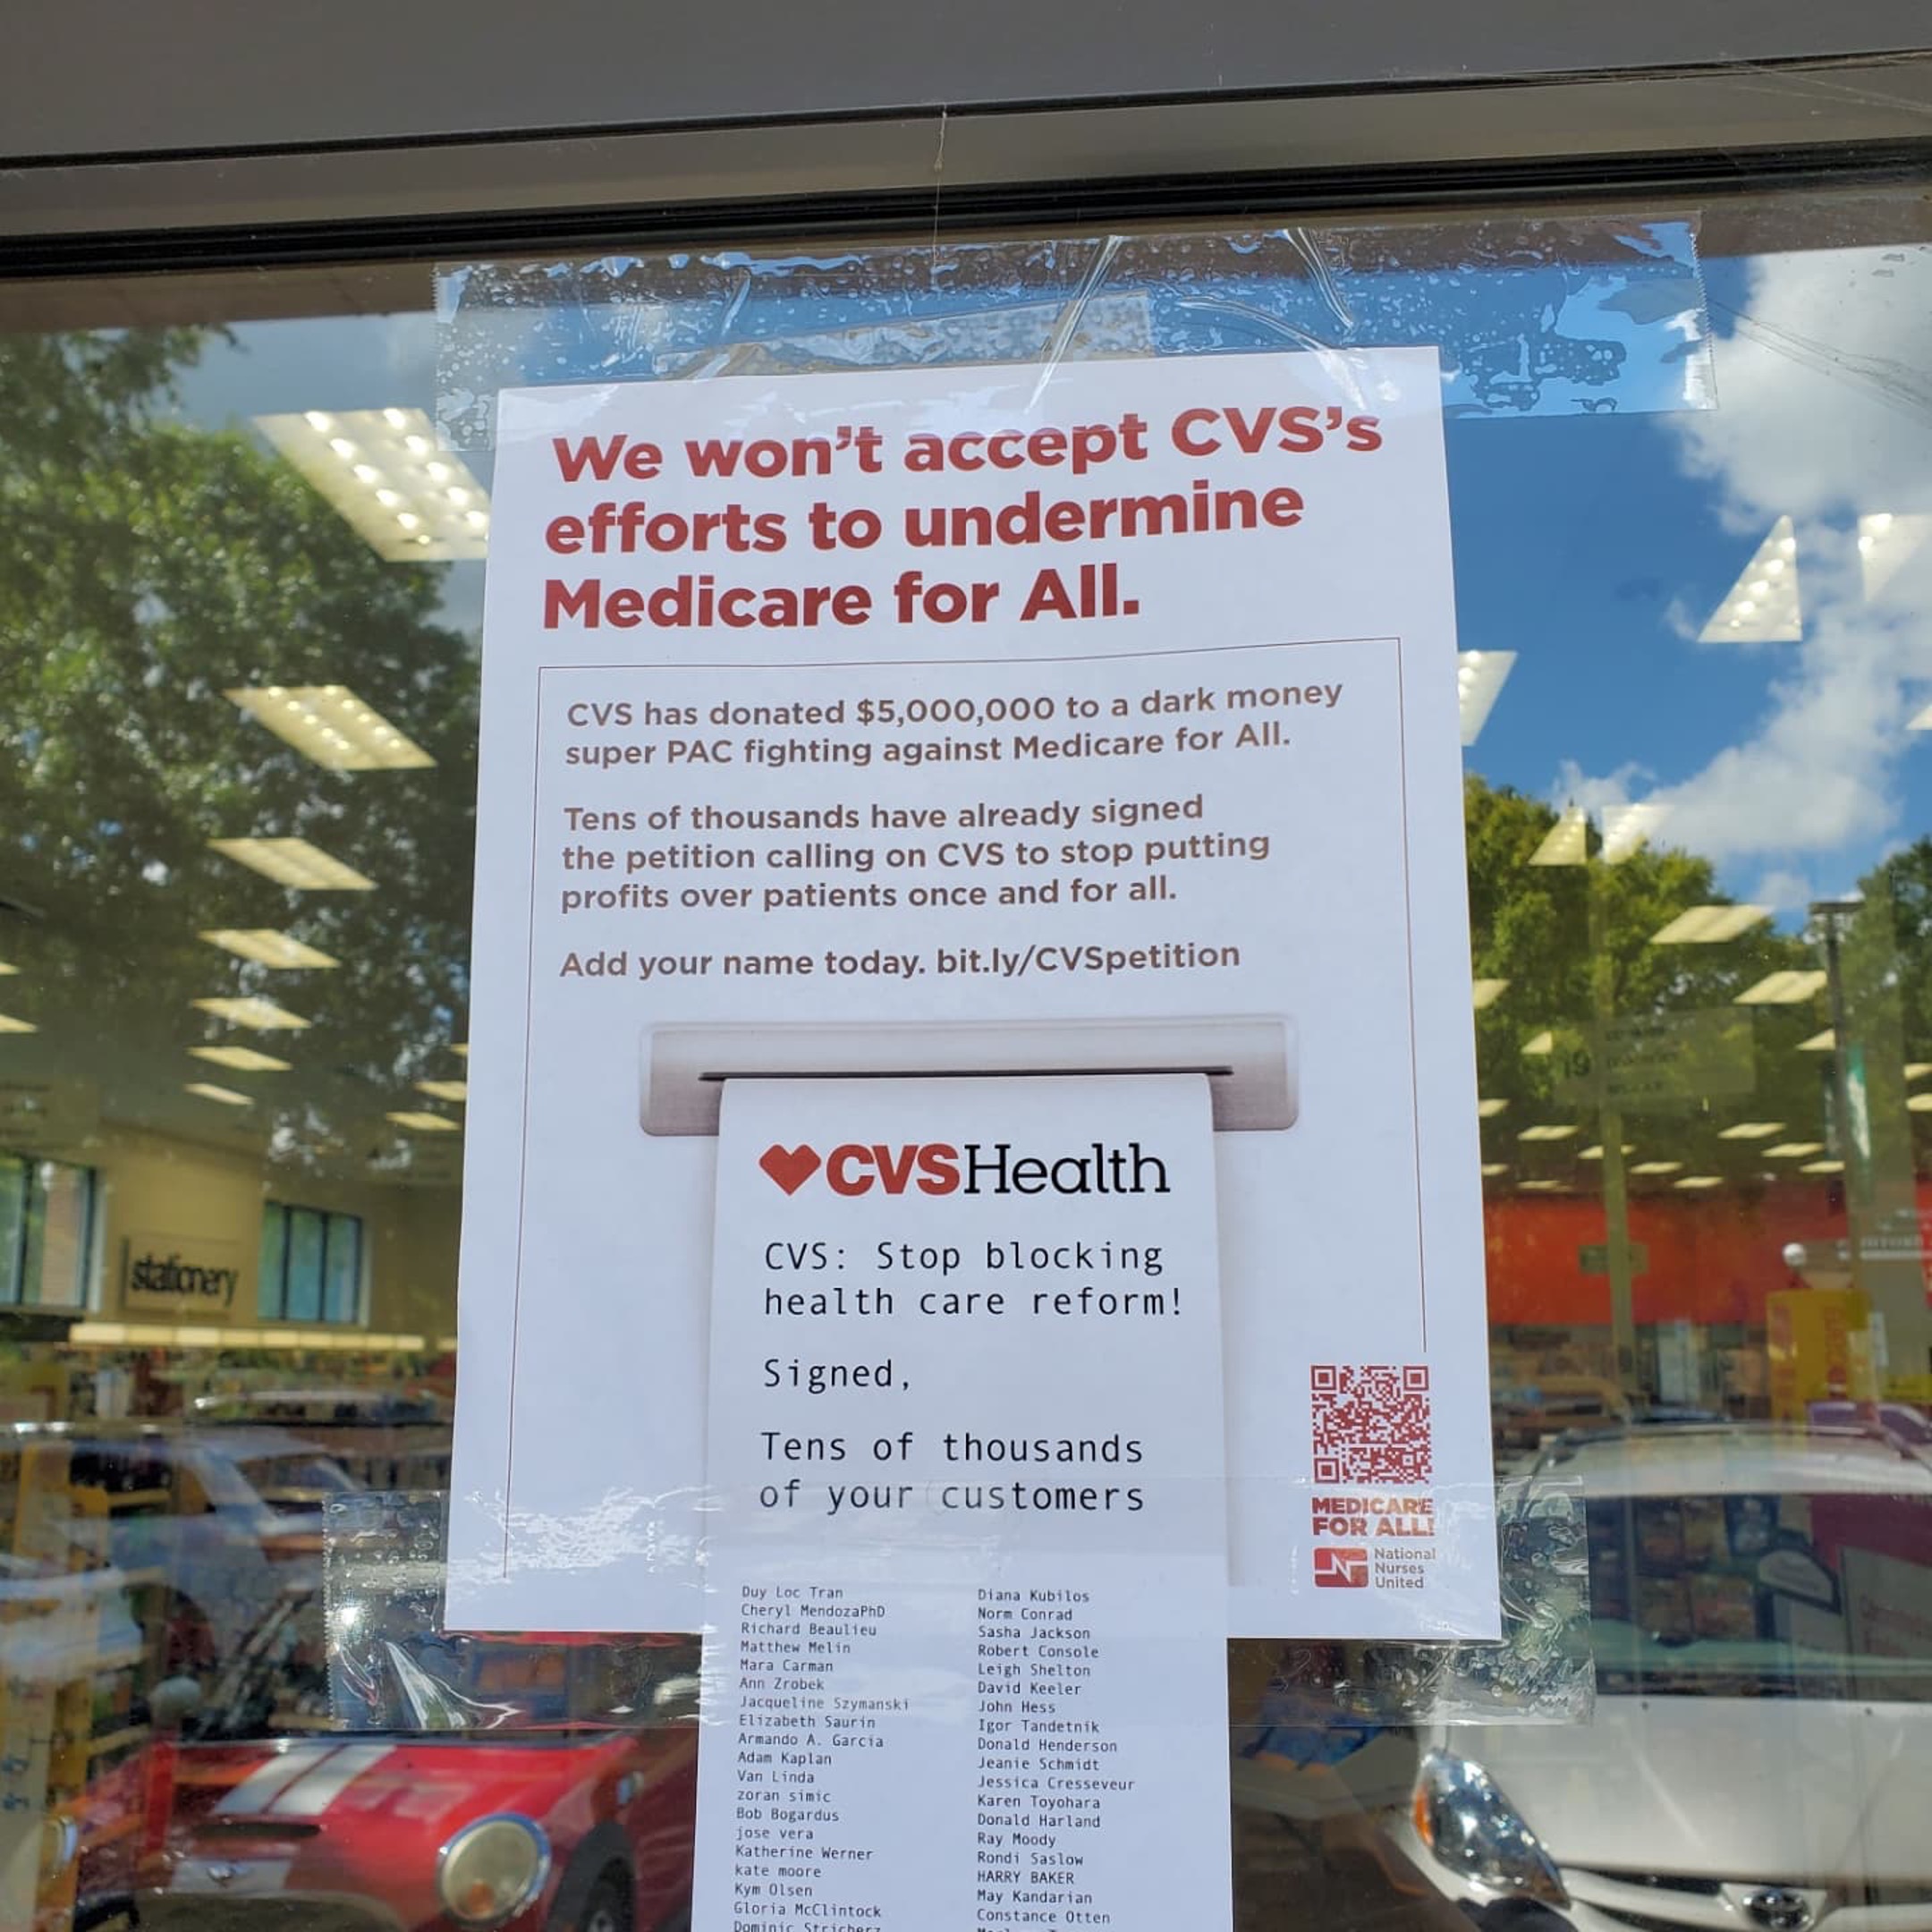 We won't accept CVS's
efforts to undermine
Medicare for All.
CVS has donated $5,000,000 to a dark money
super PAC fighting against Medicare for All.
Tens of thousands have already signed
the petition calling on CVS to stop putting
profits over patients once and for all.
Add your name today. bit.ly/CVSpetition
CVSHealth
CVS: Stop blocking
health care reform!
Signed,
Tens of thousands
of your customers
MEDICARE
FOR ALL!
National
Nurses
United
Duy Loc Tran
Cheryl MendozaPhD
Richard Beaulieu
Matthew Melin
Mara Carman
Ann Zrobek
Jacqueline Szymanski
Elizabeth Saurin
Armando A. Garcia
Adam Kaplan
Van Linda
zoran simic
Bob Bogardus
jose vera
Katherine Werner
kate moore
Kym Olsen
Gloria McClintock
Dominic Stricherz
Diana Kubilos
Norm Conrad
Sasha Jackson
Robert Console
Leigh Shelton
David Keeler
John Hess
Igor Tandetnik
Donald Henderson
Jeanie Schmidt
Jessica Cresseveur
Karen Toyohara
Donald Harland
Ray Moody
Rondi Saslow
HARRY BAKER
May Kandarian
Constance Otten
stationery
19